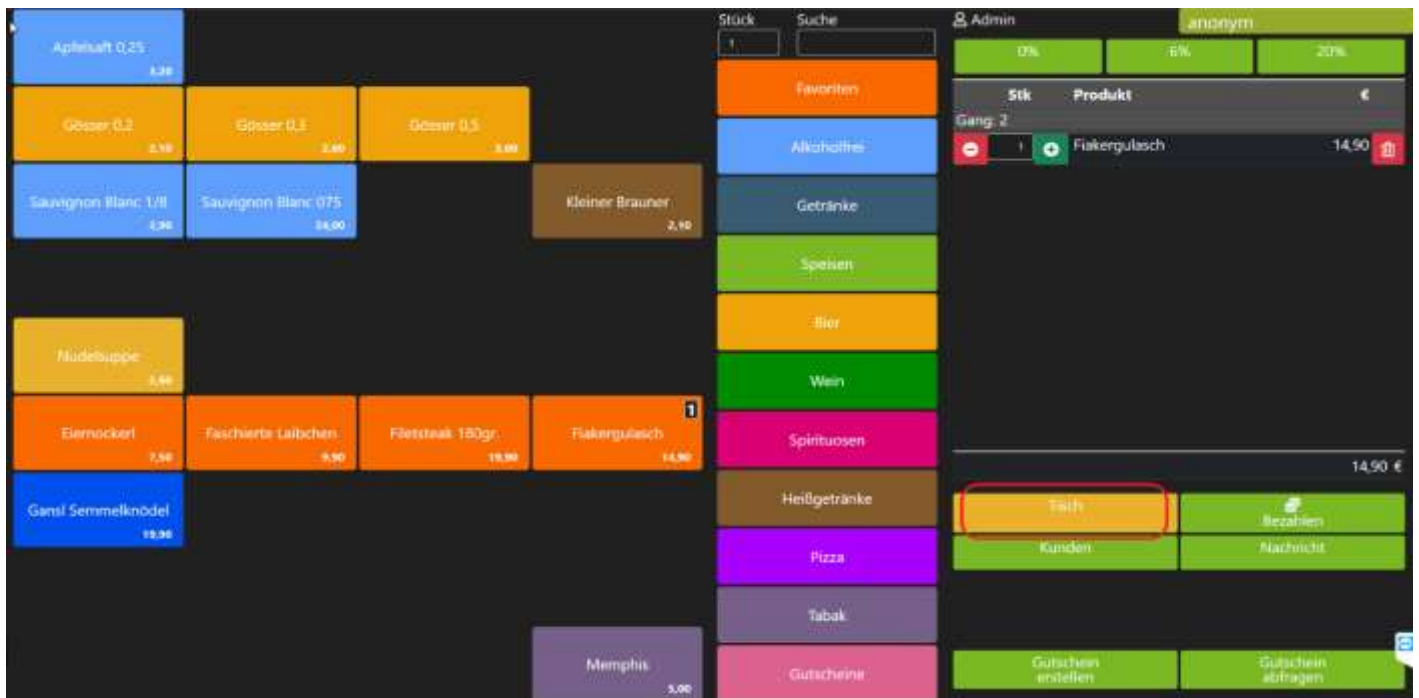 Apfelsaft 0,25
3,20
Gösser 0,2
2,10
Gösser 0,3
Gösser 0,5
Sauvignon Blanc 1/8
Sauvignon Blanc 075
24,00
Kleiner Brauner
2,10
Nudelsuppe
Eiernockerl
7,50
Faschierte Laibchen
9,90
Filetsteak 180gr.
19,90
Fiakergulasch
1
14,90
Gansl Semmelknödel
19,90
Memphis
5,00
Stück
Suche
1
Favoriten
Alkoholfrei
Getränke
Speisen
Bier
Wein
Spirituosen
Heißgetränke
Pizza
Tabak
Gutscheine
Admin
anonym
0%
6%
20%
Stk Produkt €
Gang: 2
1 Fiakergulasch 14,90
14,90 €
Tisch
Bezahlen
Kunden
Nachricht
Gutschein
erstellen
Gutschein
abfragen